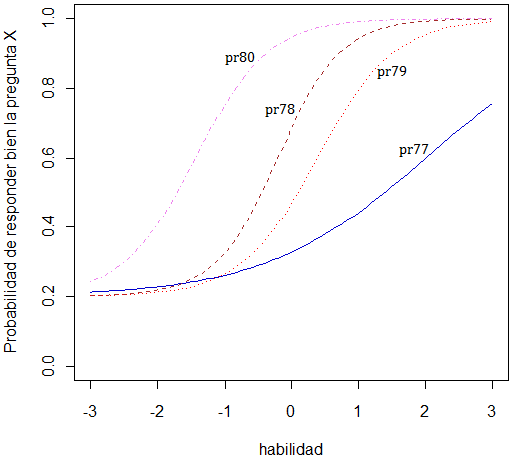 Probabilidad de responder bien la pregunta X
1.0
0.8
0.6
0.4
0.2
0.0
pr80
pr78
pr79
pr77
-3
-2
-1
0
1
2
3
habilidad